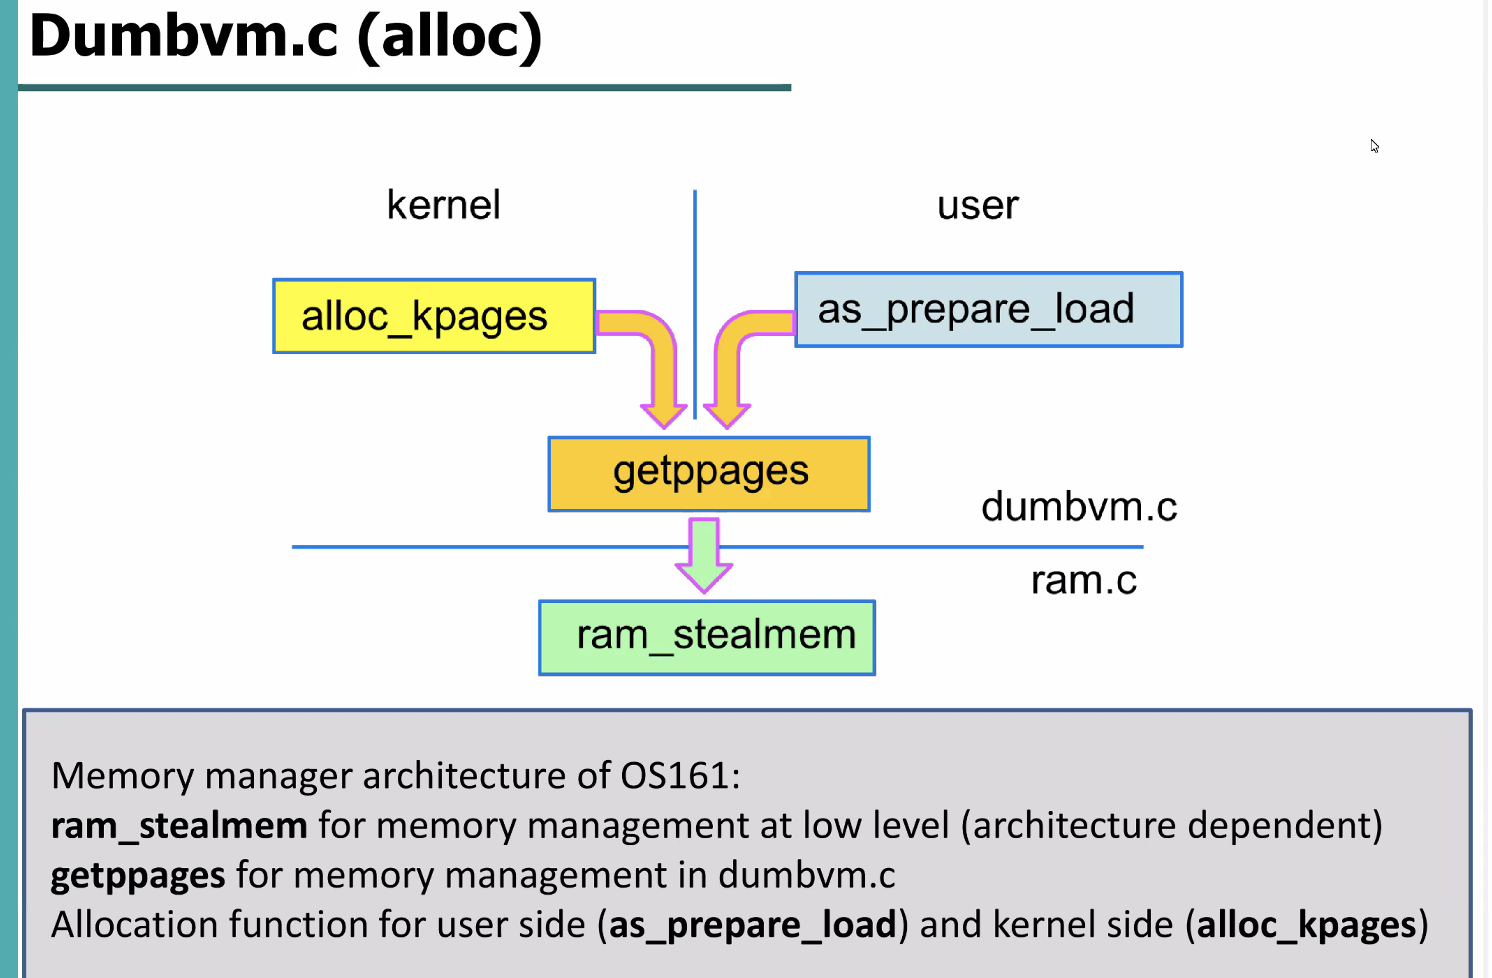 Dumbvm.c (alloc)
kernel
user
alloc_kpages
as_prepare_load
getppages
dumbvm.c
ram.c
ram_stealmem
Memory manager architecture of OS161:
ram_stealmem for memory management at low level (architecture dependent)
getppages for memory management in dumbvm.c
Allocation function for user side (as_prepare_load) and kernel side (alloc_kpages)